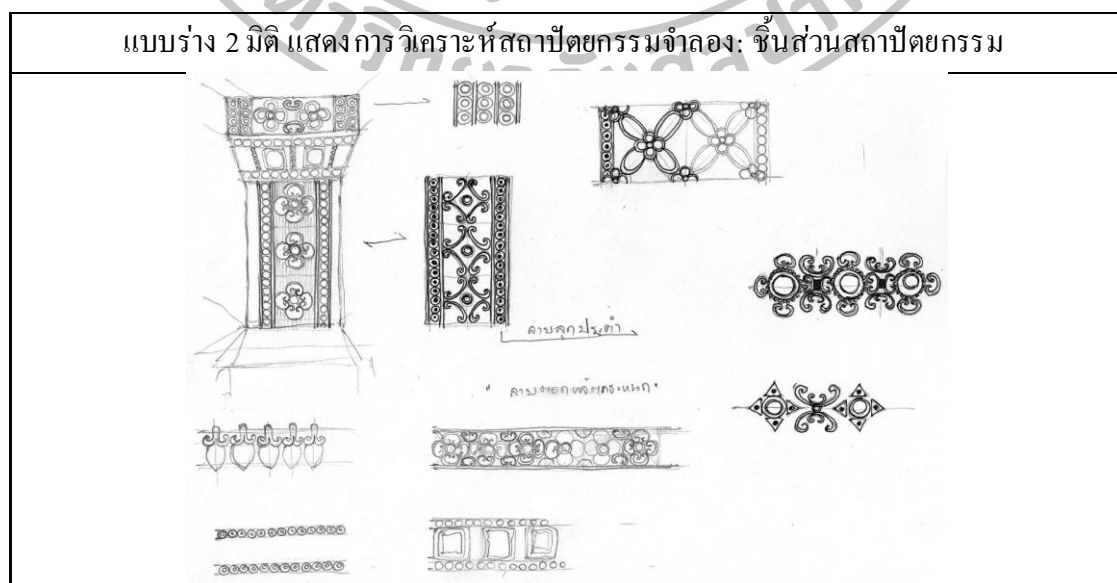 แบบร่าง 2 มิติ แสดงการวิเคราะห์สถาปัตยกรรมจำลอง: ชิ้นส่วนสถาปัตยกรรม
ลายลูกประคำ